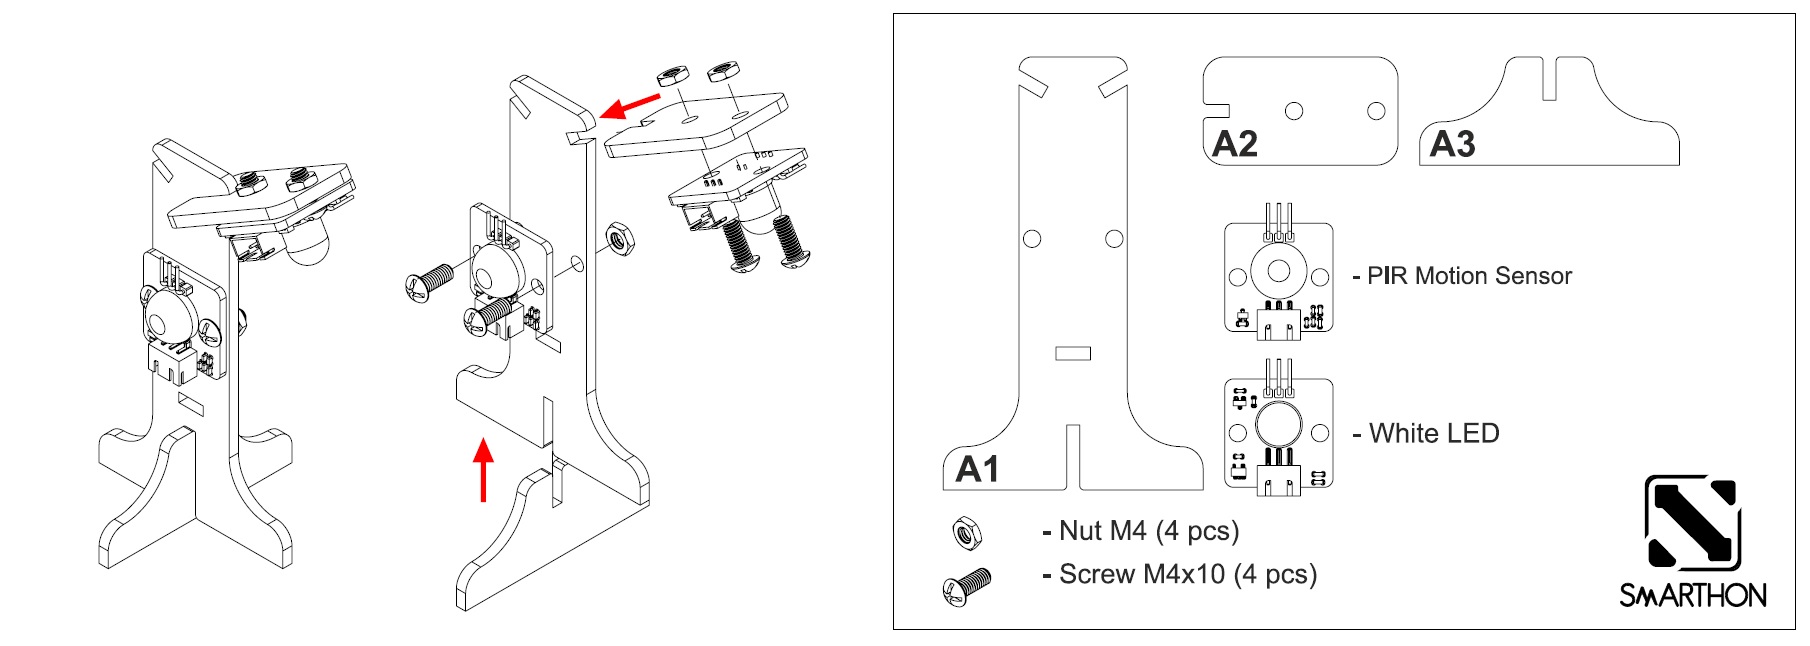 A1
A2
A3
- PIR Motion Sensor
- White LED
- Nut M4 (4 pcs)
- Screw M4x10 (4 pcs)
SMARTHON